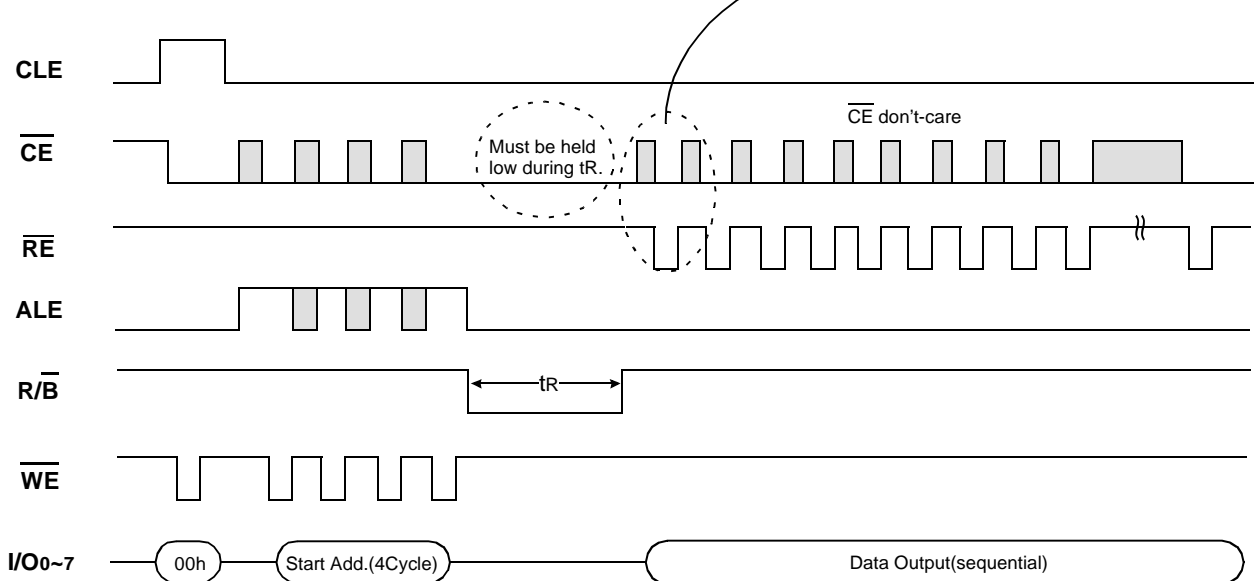 CLE
CE don't-care
CE
Must be held
low during tR.
RE
ALE
R/B
tR
WE
I/O0~7
00h
Start Add.(4Cycle)
Data Output(sequential)